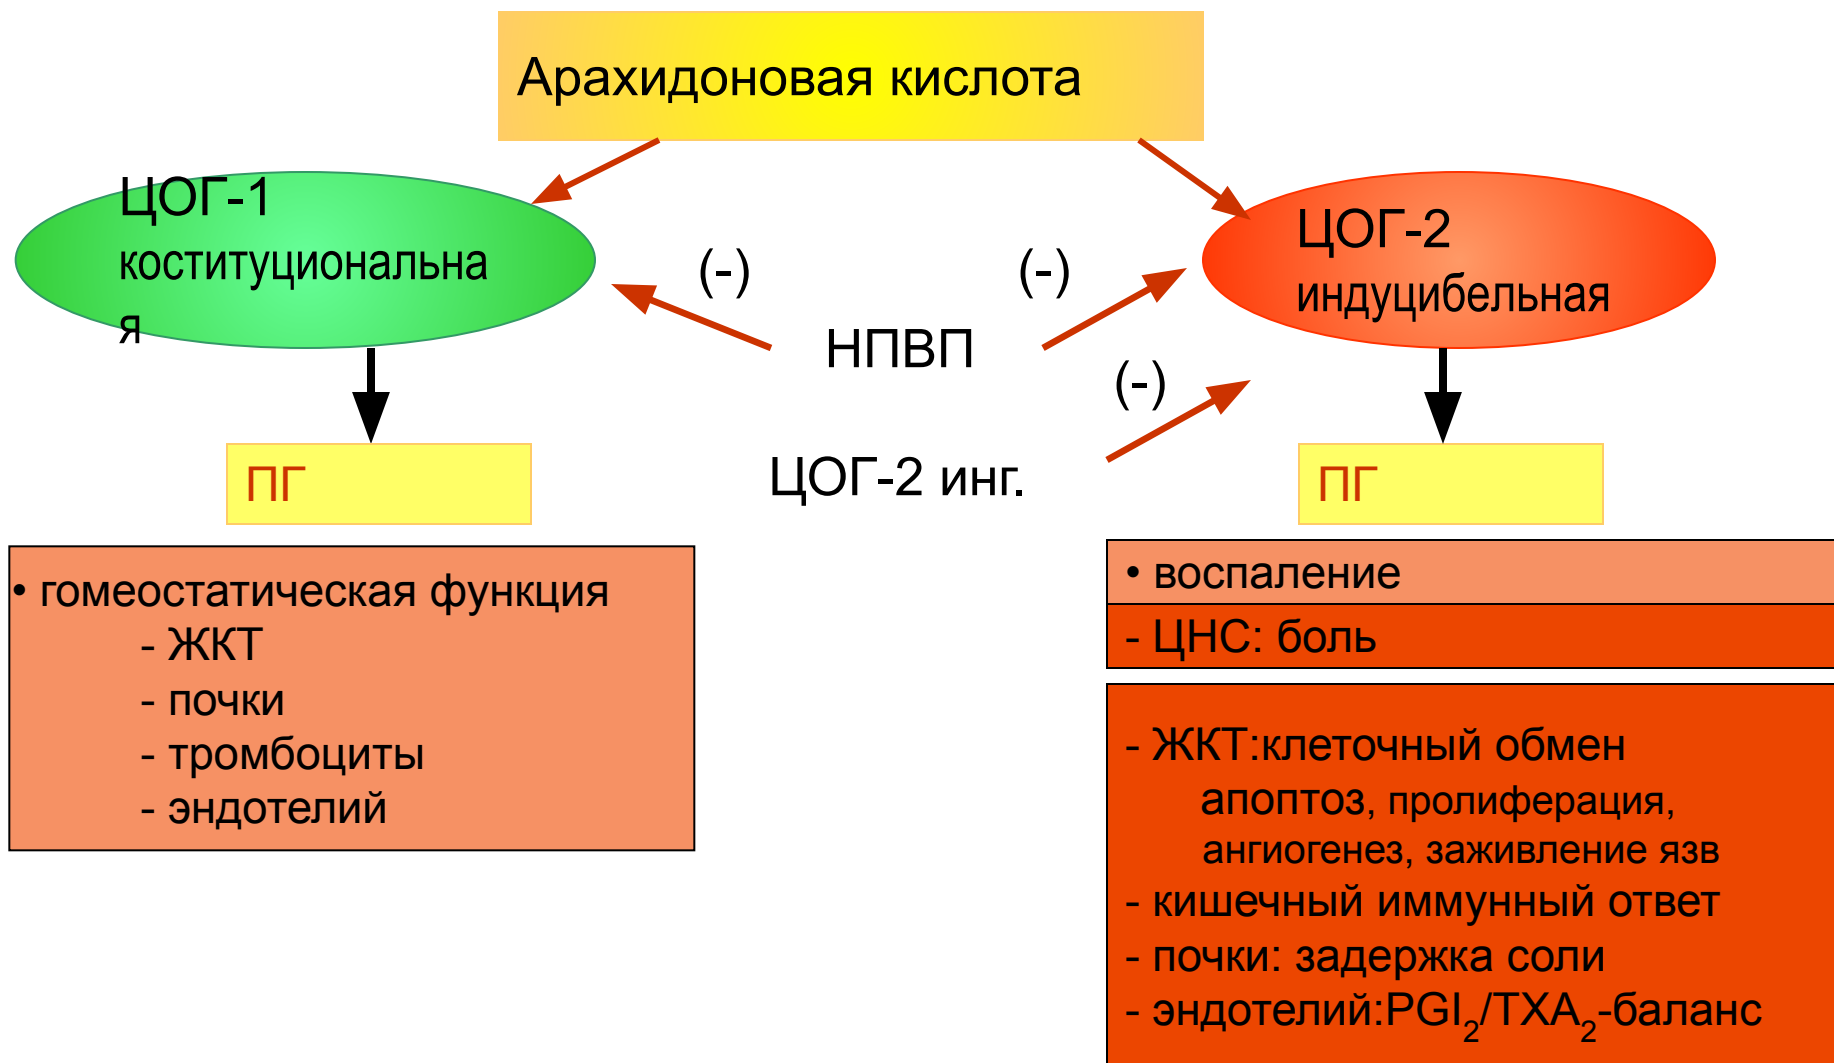 Арахидоновая кислота
ЦОГ-1
коституциональна
я
ЦОГ-2
индуцибельная
(-)
(-)
НПВП
(-)
ЦОГ-2 инг.
ПГ
ПГ
• гомеостатическая функция
- ЖКТ
- почки
- тромбоциты
- эндотелий
• воспаление
- ЦНС: боль
- ЖКТ:клеточный обмен
апоптоз, пролиферация,
ангиогенез, заживление язв
- кишечный иммунный ответ
- почки: задержка соли
- эндотелий:PGI₂/TXA₂-баланс